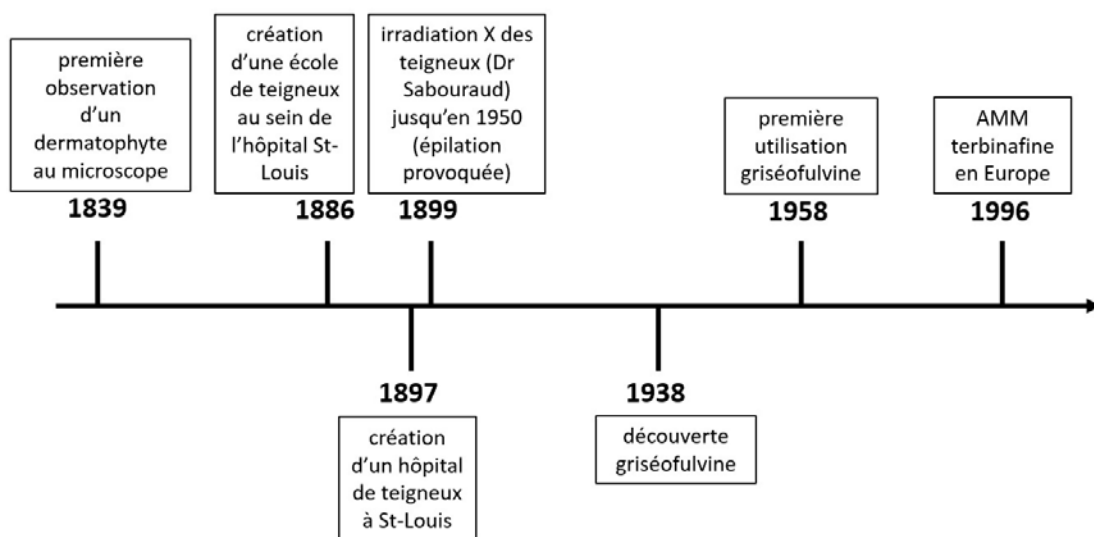 première
observation
d'un
dermatophyte
au microscope
1839
création
d'une école
de teigneux
au sein de
l'hôpital St-
Louis
1886
irradiation X des
teigneux (Dr
Sabouraud)
jusqu'en 1950
(épilation
provoquée)
1899
première
utilisation
griséofulvine
1958
AMM
terbinafine
en Europe
1996
1897
création
d'un hôpital
de teigneux
à St-Louis
1938
découverte
griséofulvine